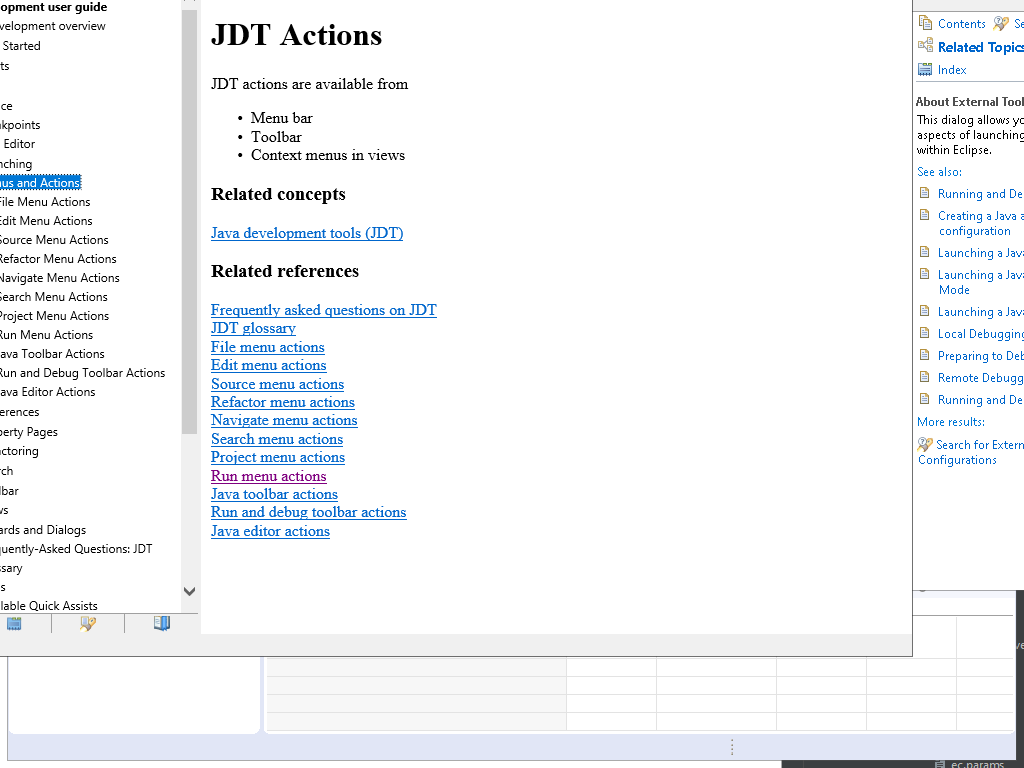 opment user guide
velopment overview
Started
ts
ce
kpoints
Editor
nching
us and Actions
File Menu Actions
Edit Menu Actions
Source Menu Actions
Refactor Menu Actions
Navigate Menu Actions
Search Menu Actions
Project Menu Actions
Run Menu Actions
ava Toolbar Actions
Run and Debug Toolbar Actions
ava Editor Actions
erences
perty Pages
actoring
rch
lbar
ws
ards and Dialogs
quently-Asked Questions: JDT
ssary
s
lable Quick Assists
JDT Actions
JDT actions are available from
• Menu bar
• Toolbar
• Context menus in views
Related concepts
Java development tools (JDT)
Related references
Frequently asked questions on JDT
JDT glossary
File menu actions
Edit menu actions
Source menu actions
Refactor menu actions
Navigate menu actions
Search menu actions
Project menu actions
Run menu actions
Java toolbar actions
Run and debug toolbar actions
Java editor actions
Contents Se
Related Topics
Index
About External Tool
This dialog allows yo
aspects of launching
within Eclipse.
See also:
Running and De
Creating a Java a
configuration
Launching a Java
Launching a Java
Mode
Launching a Java
Local Debugging
Preparing to Deb
Remote Debugg
Running and De
More results:
Search for Extern
Configurations
ve
ec.params